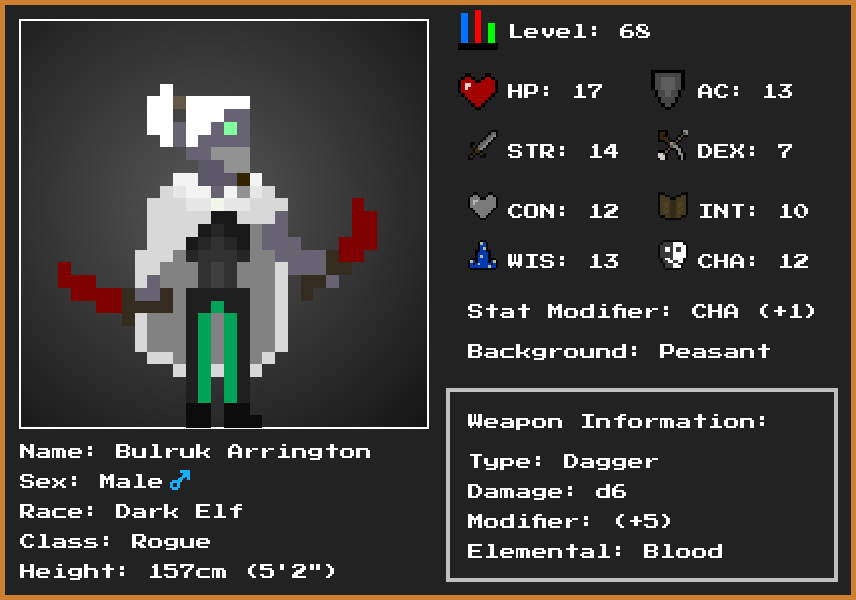 Level: 68
HP: 17 AC: 13
STR: 14 DEX: 7
CON: 12 INT: 10
WIS: 13 CHA: 12
Stat Modifier: CHA (+1)
Background: Peasant
Weapon Information:
Type: Dagger
Damage: d6
Modifier: (+5)
Elemental: Blood
Name: Bulruk Arrington
Sex: Male♂
Race: Dark Elf
Class: Rogue
Height: 157cm (5'2")